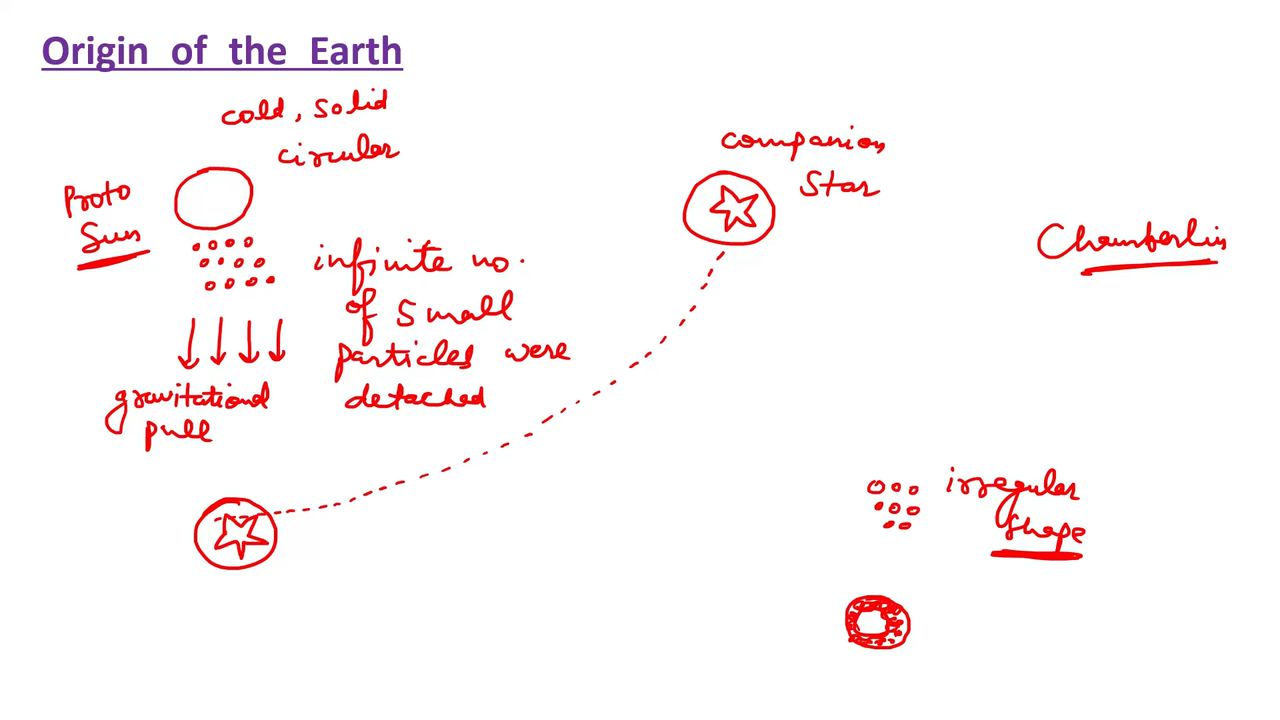 Origin of the Earth
cold, solid
circular
Proto
Sun
infinite no.
of small
particles were
detached
gravitational
pull
companion
Star
Chamberlin
irregular
shape